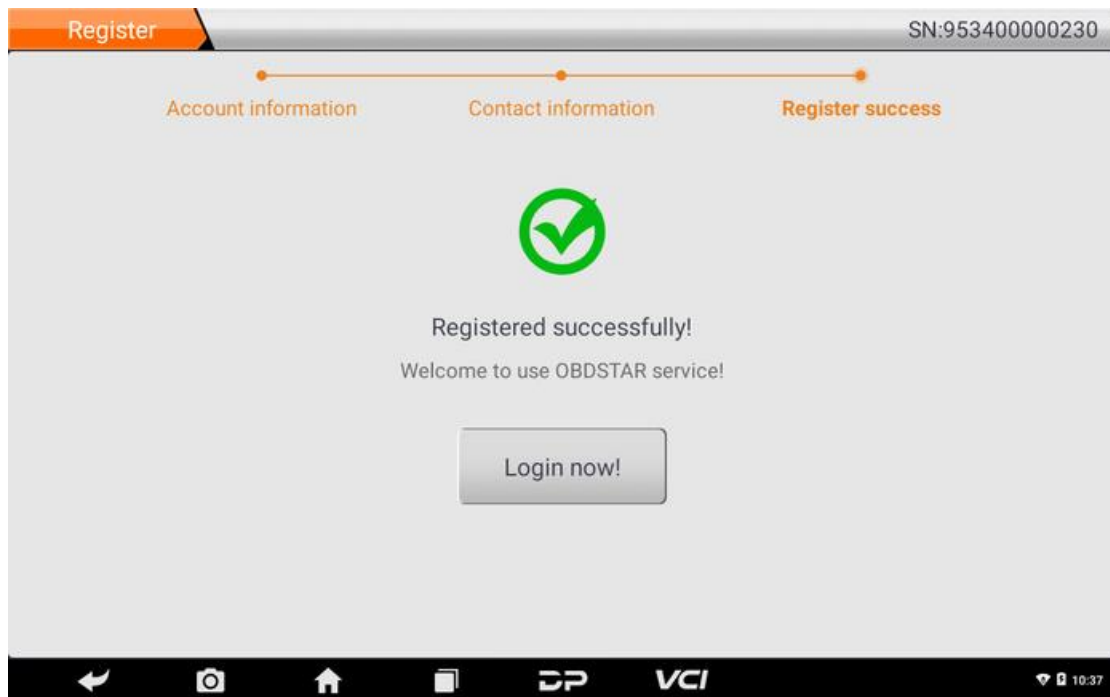 Register
SN:953400000230
Account information
Contact information
Register success
Registered successfully!
Welcome to use OBDSTAR service!
Login now!
DP
VCI
10:37